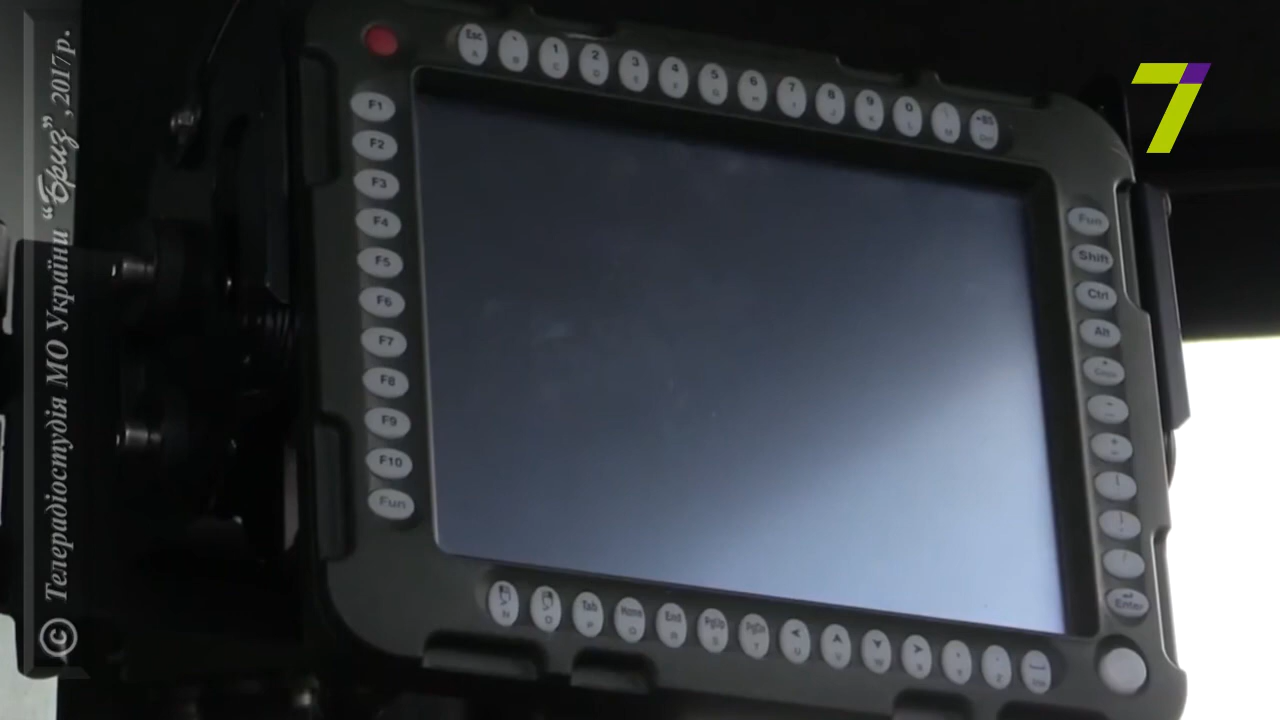 © Телерадіостудія МО України “Бриз”, 2017р.
7
Esc 1 2 3 4 5 6 7 8 9 0
A B C D E F G H I J K L M
F1
F2
F3
F4
F5
F6
F7
F8
F9
F10
Fun
Fun
Shift
Ctrl
Alt
Enter
Tab Home End PgUp PgDn
N O P Q R S T U V W X Y Z